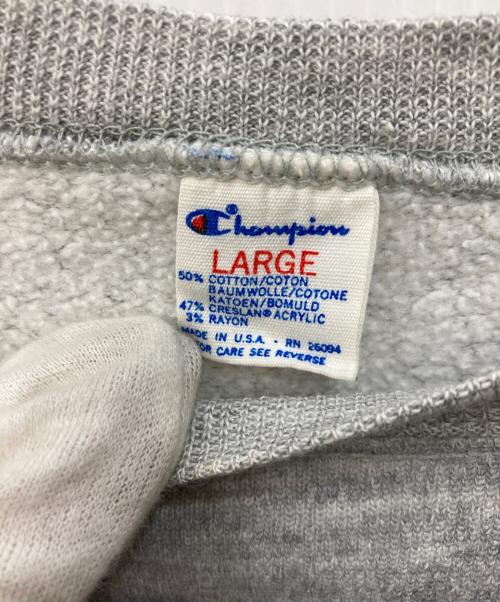 Champion
LARGE
50% COTTON/COTON
BAUMWOLLE/COTONE
KATOEN/BOMULD
47% CRESLAN® ACRYLIC
3% RAYON
MADE IN U.S.A. - RN 26094
FOR CARE SEE REVERSE